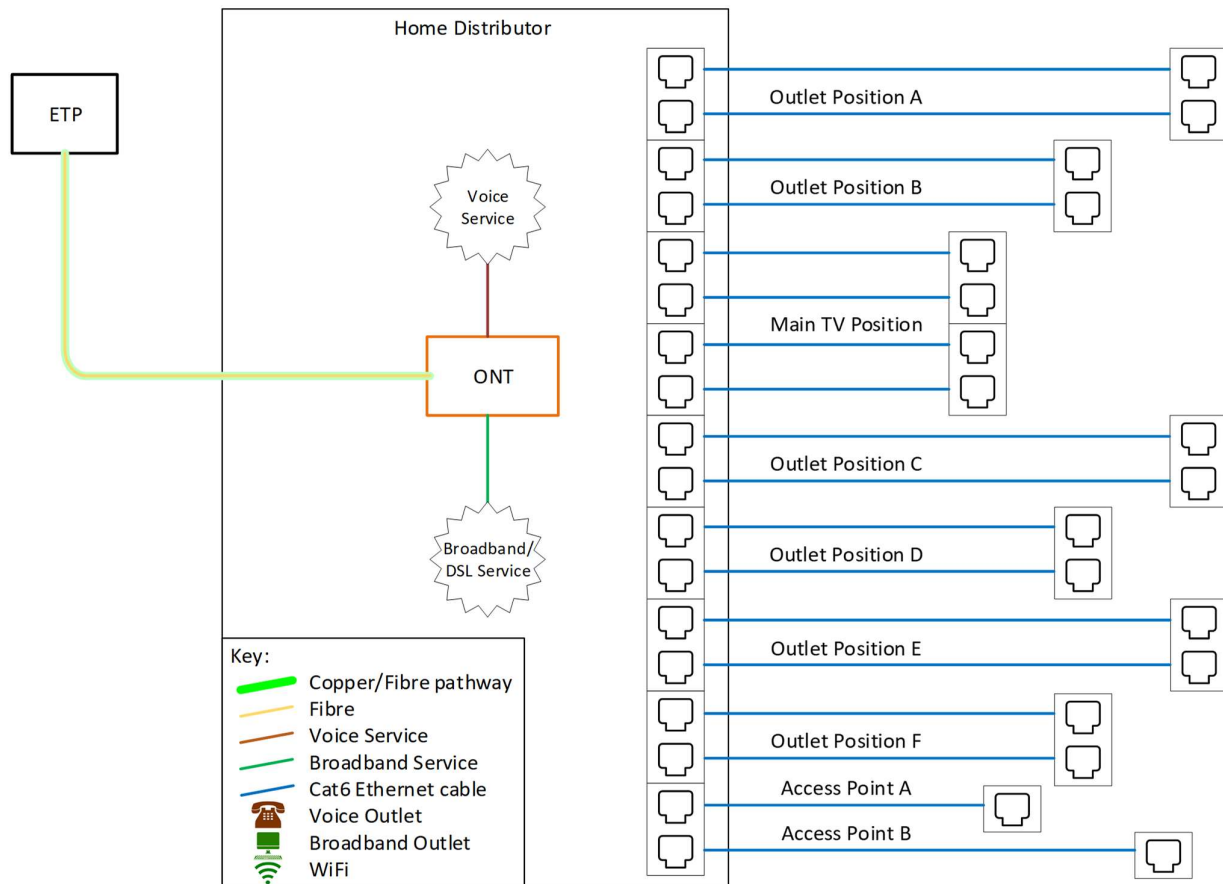 Home Distributor
ETP
Voice
Service
ONT
Broadband/
DSL Service
Outlet Position A
Outlet Position B
Main TV Position
Outlet Position C
Outlet Position D
Outlet Position E
Outlet Position F
Access Point A
Access Point B
Key:
Copper/Fibre pathway
Fibre
Voice Service
Broadband Service
Cat6 Ethernet cable
Voice Outlet
Broadband Outlet
WiFi